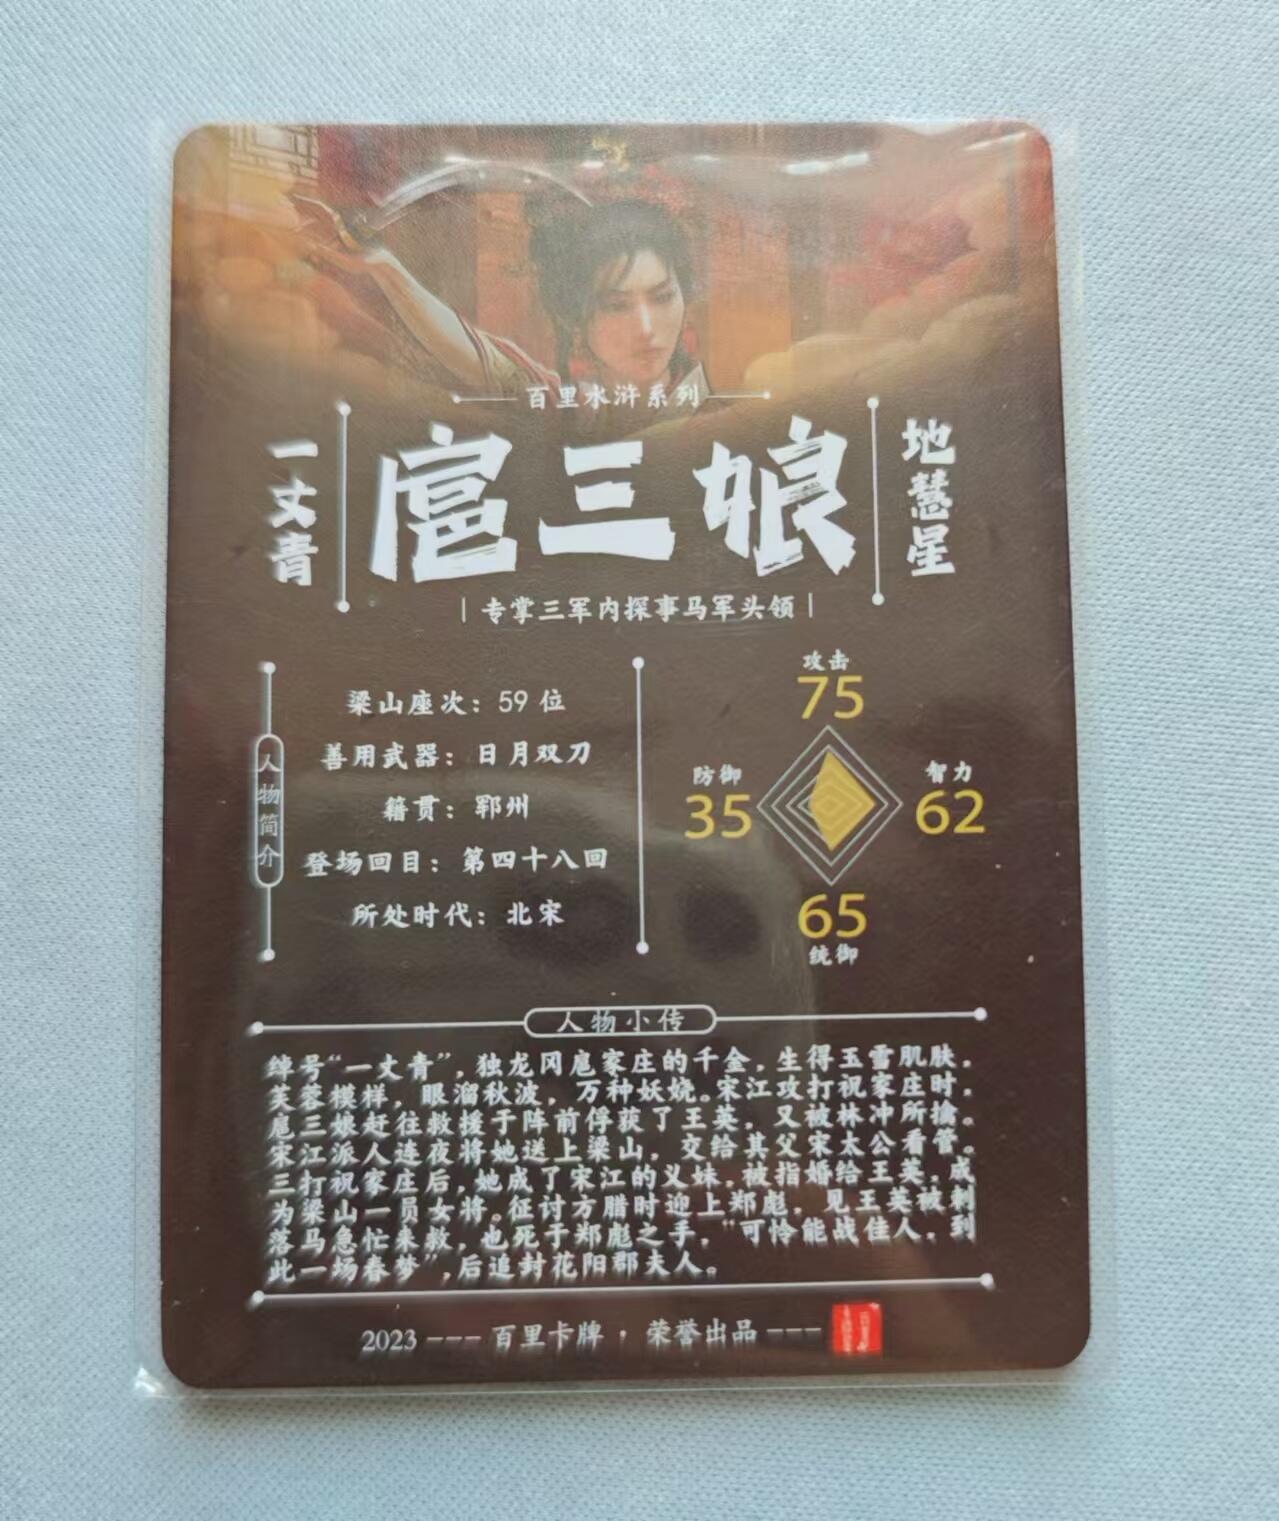 百里水浒系列
一丈青
扈三娘
地慧星
专掌三军内探事马军头领
人物简介
梁山座次：59 位
善用武器：日月双刀
籍贯：郓州
登场回目：第四十八回
所处时代：北宋
攻击
75
防御
35
智力
62
65
统御
人物小传
绰号“一丈青”，独龙冈扈家庄的千金，生得玉雪肌肤，
芙蓉模样，眼溜秋波，万种妖娆。宋江攻打祝家庄时，
扈三娘赶往救援于阵前俘获了王英，又被林冲所擒。
宋江派人连夜将她送上梁山，交给其父宋太公看管。
三打祝家庄后，她成了宋江的义妹，被指婚给王英，成
为梁山一员女将。征讨方腊时迎上郑彪，见王英被刺
落马急忙来救，也死于郑彪之手，“可怜能战佳人，到
此一场春梦”，后追封花阳郡夫人。
2023 --- 百里卡牌 · 荣誉出品 ---